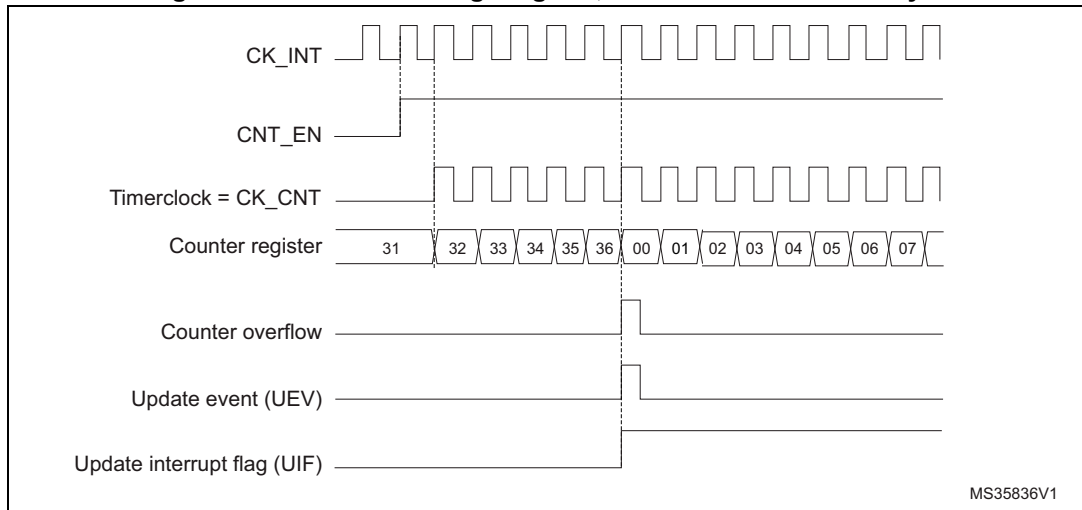 CK_INT
CNT_EN
Timerclock = CK_CNT
Counter register 31 32 33 34 35 36 00 01 02 03 04 05 06 07
Counter overflow
Update event (UEV)
Update interrupt flag (UIF)
MS35836V1